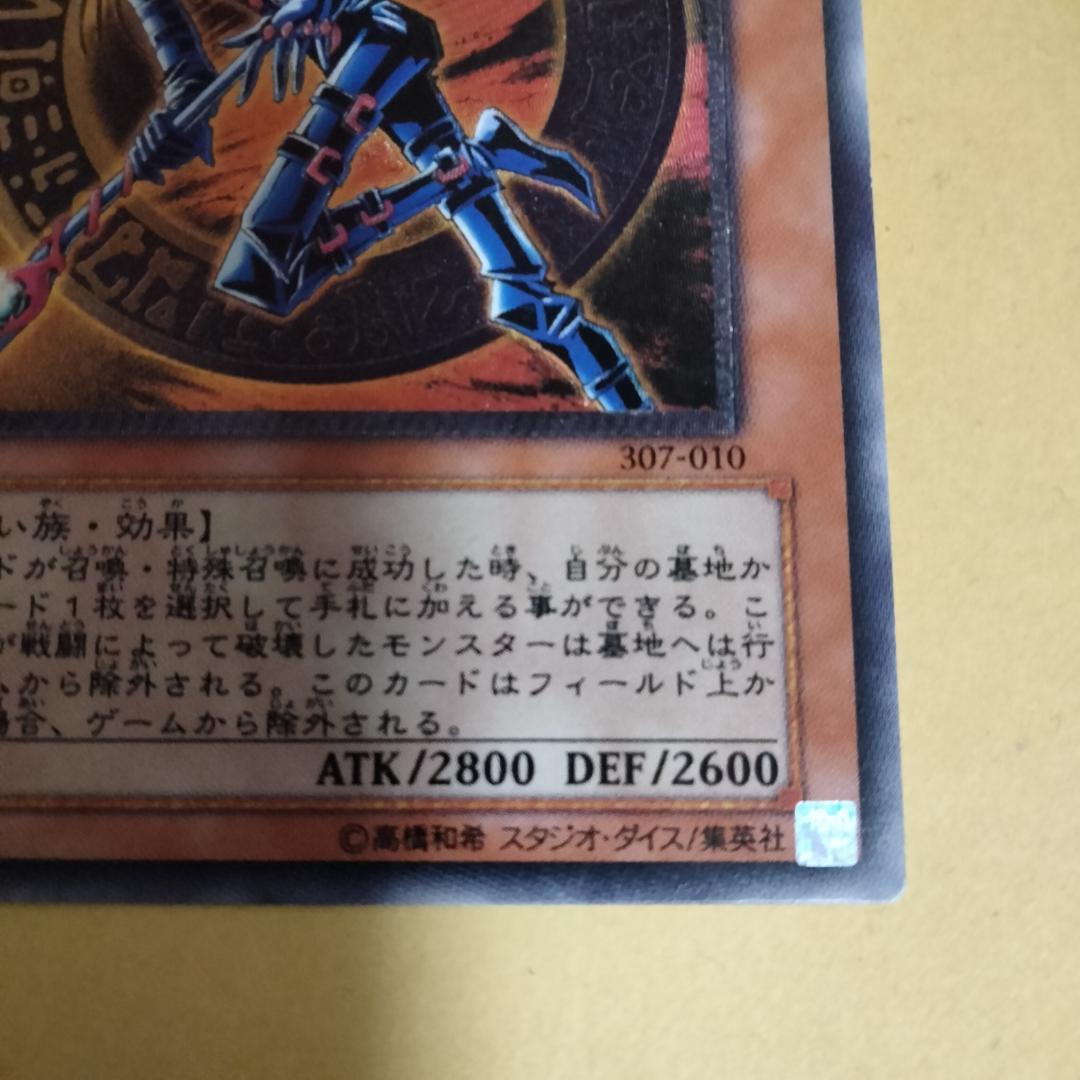 307-010
い族・効果】
ドが召喚・特殊召喚に成功した時、自分の墓地か
ード1枚を選択して手札に加える事ができる。こ
が戦闘によって破壊したモンスターは墓地へは行
から除外される。このカードはフィールド上か
場合、ゲームから除外される。
ATK/2800 DEF/2600
©高橋和希 スタジオ・ダイス/集英社